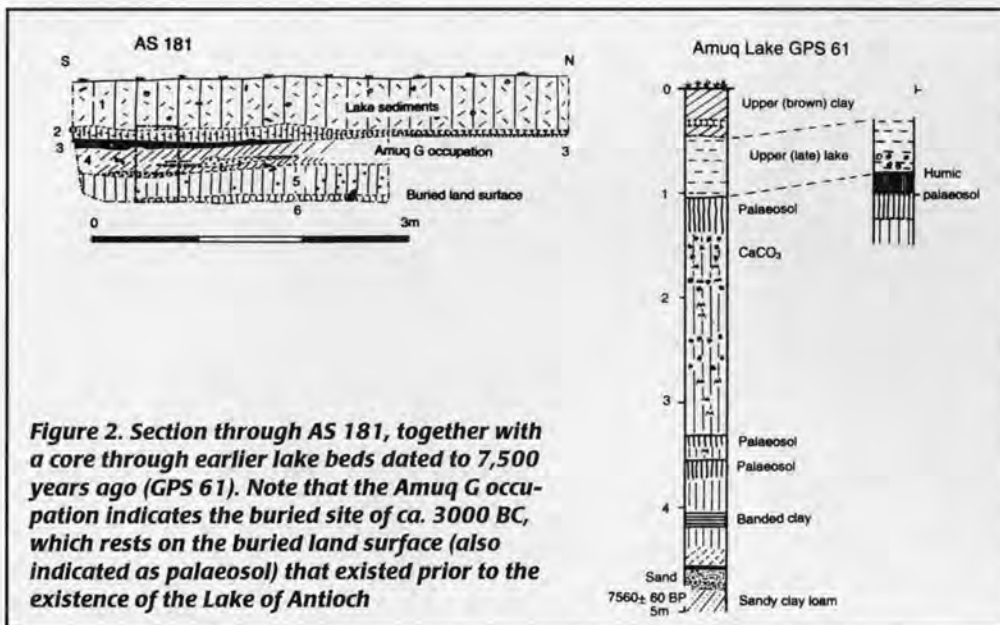 AS 181
S
N
1
Lake sediments
2
3
Amuq G occupation
3
4
5
Buried land surface
6
6
0
3m
Figure 2. Section through AS 181, together with
a core through earlier lake beds dated to 7,500
years ago (GPS 61). Note that the Amuq G occu-
pation indicates the buried site of ca. 3000 BC,
which rests on the buried land surface (also
indicated as palaeosol) that existed prior to the
existence of the Lake of Antioch
Amuq Lake GPS 61
0
Upper (brown) clay
Upper (late) lake
Humic
palaeosol
1
Palaeosol
CaCO₃
2
3
Palaeosol
Palaeosol
4
Banded clay
Sand
7560± 60 BP
5m
Sandy clay loam